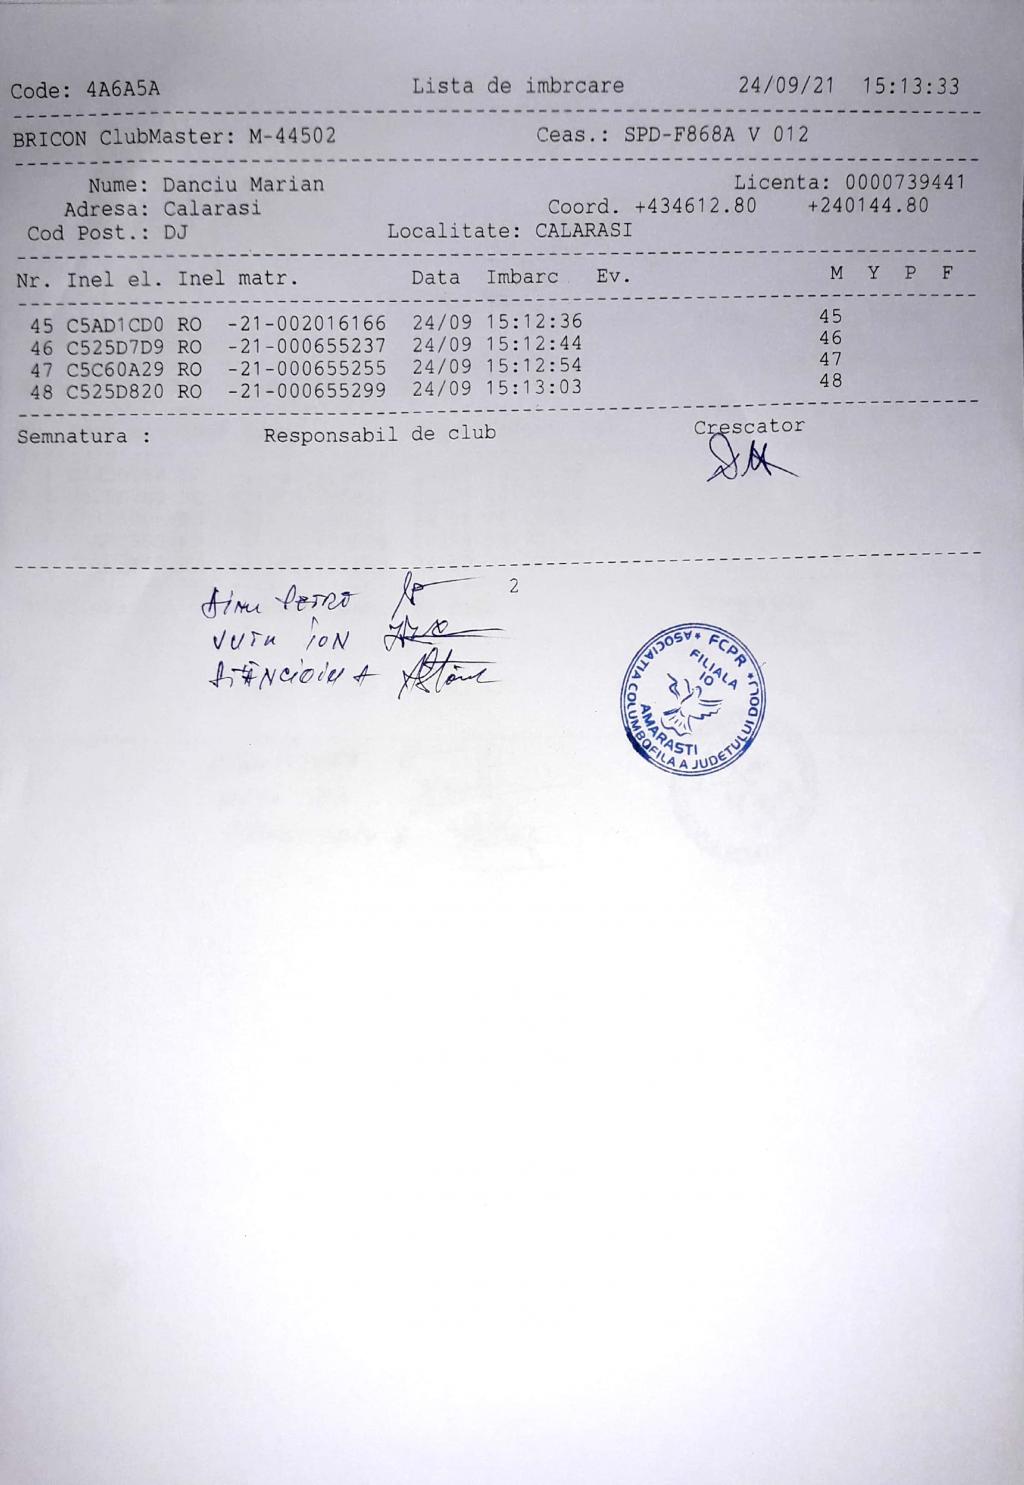 Code: 4A6A5A Lista de imbrcare 24/09/21 15:13:33
BRICON ClubMaster: M-44502 Ceas.: SPD-F868A V 012
Nume: Danciu Marian Licenta: 0000739441
Adresa: Calarasi Coord. +434612.80 +240144.80
Cod Post.: DJ Localitate: CALARASI
Nr. Inel el. Inel matr. Data Imbarc Ev. M Y P F
45 C5AD1CD0 RO -21-002016166 24/09 15:12:36 45
46 C525D7D9 RO -21-000655237 24/09 15:12:44 46
47 C5C60A29 RO -21-000655255 24/09 15:12:54 47
48 C525D820 RO -21-000655299 24/09 15:13:03 48
Semnatura : Responsabil de club Crescator
2
ION
ASOCIATIA COLUMBOFILA A JUDETULUI DOLJ
FCPR
FILIALA
10
AMARASTI